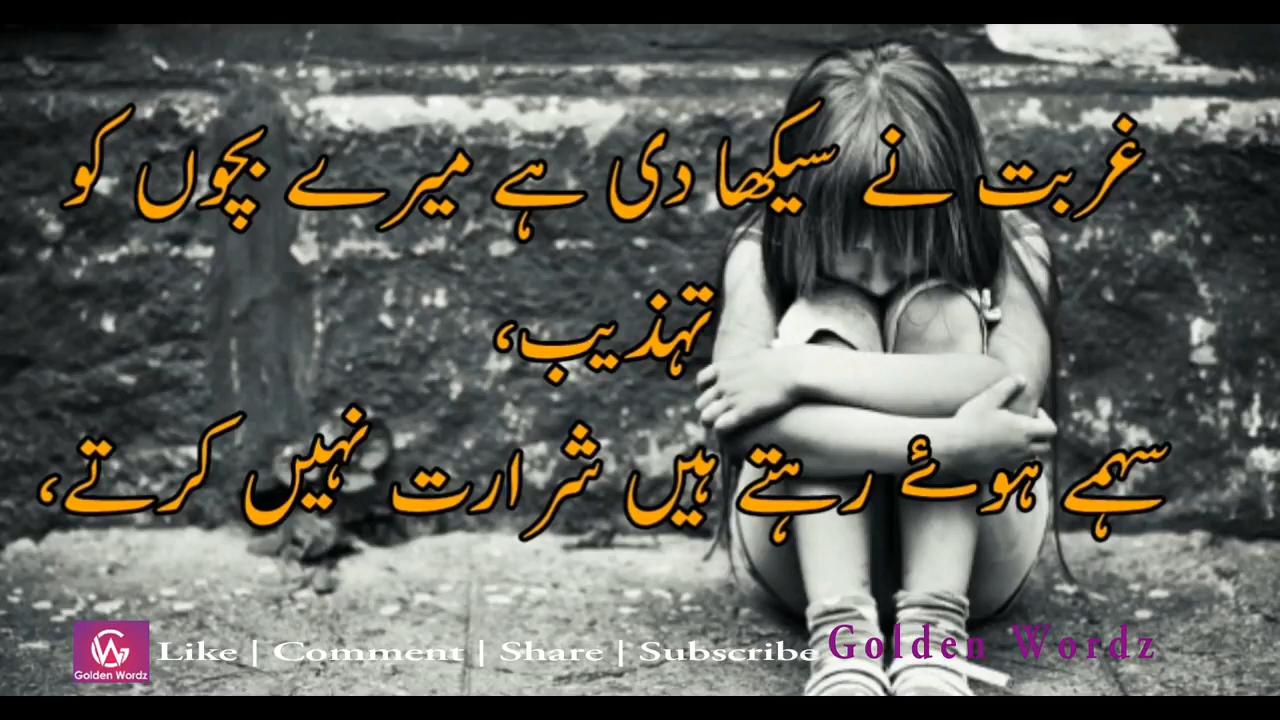 غربت نے سیکھا دی ہے میرے بچوں کو
تہذیب،
سہمے ہوئے رہتے ہیں شرارت نہیں کرتے،
Golden Wordz
Like | Comment | Share | Subscribe Golden Wordz